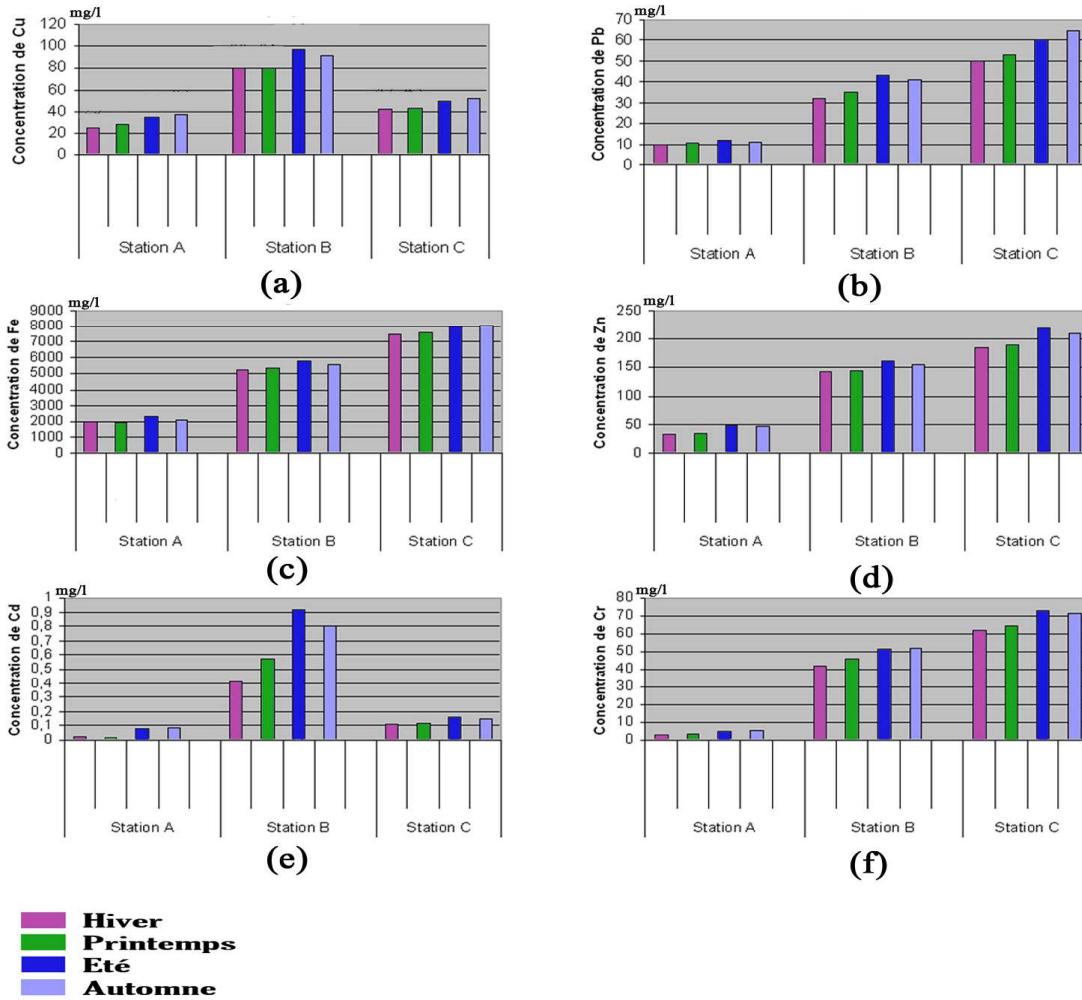 mg/l
Concentration de Cu
120
100
80
60
40
20
0
Station A
Station B
Station C
(a)
mg/l
Concentration de Pb
70
60
50
40
30
20
10
0
Station A
Station B
Station C
(b)
mg/l
Concentration de Fe
9000
8000
7000
6000
5000
4000
3000
2000
1000
0
Station A
Station B
Station C
(c)
mg/l
Concentration de Zn
250
200
150
100
50
0
Station A
Station B
Station C
(d)
mg/l
Concentration de Cd
1
0,9
0,8
0,7
0,6
0,5
0,4
0,3
0,2
0,1
0
Station A
Station B
Station C
(e)
mg/l
Concentration de Cr
80
70
60
50
40
30
20
10
0
Station A
Station B
Station C
(f)
Hiver
Printemps
Eté
Automne